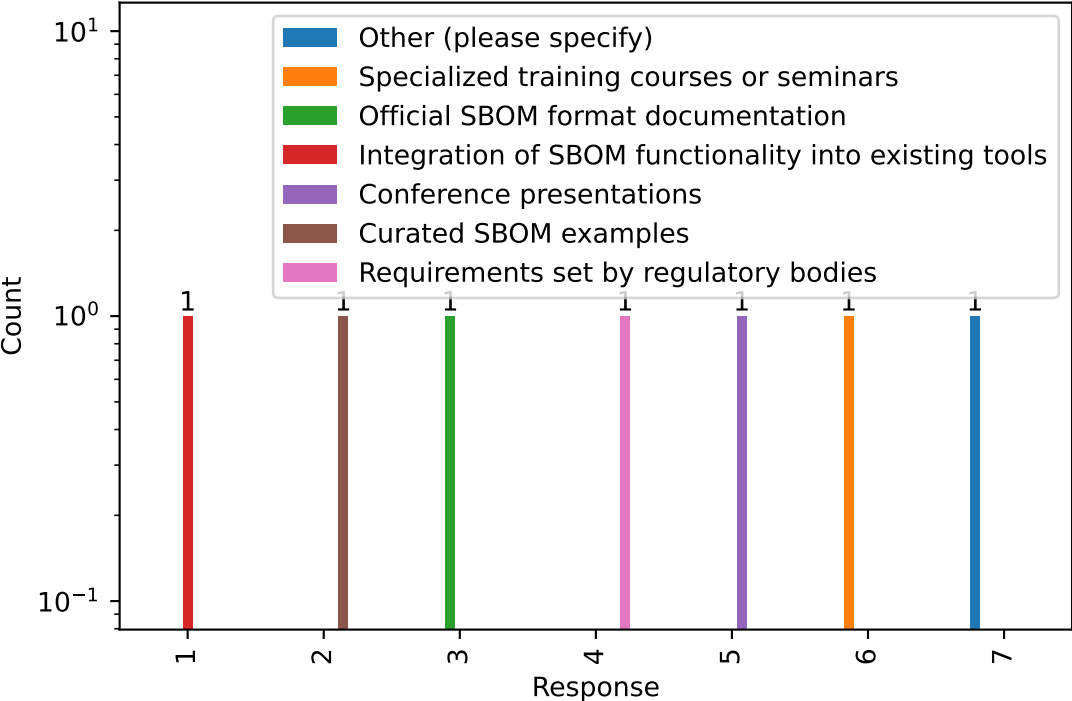 Other (please specify)
Specialized training courses or seminars
Official SBOM format documentation
Integration of SBOM functionality into existing tools
Conference presentations
Curated SBOM examples
Requirements set by regulatory bodies
10¹
10⁰
10⁻¹
Count
1 1 1 1 1 1 1
1 2 3 4 5 6 7
Response